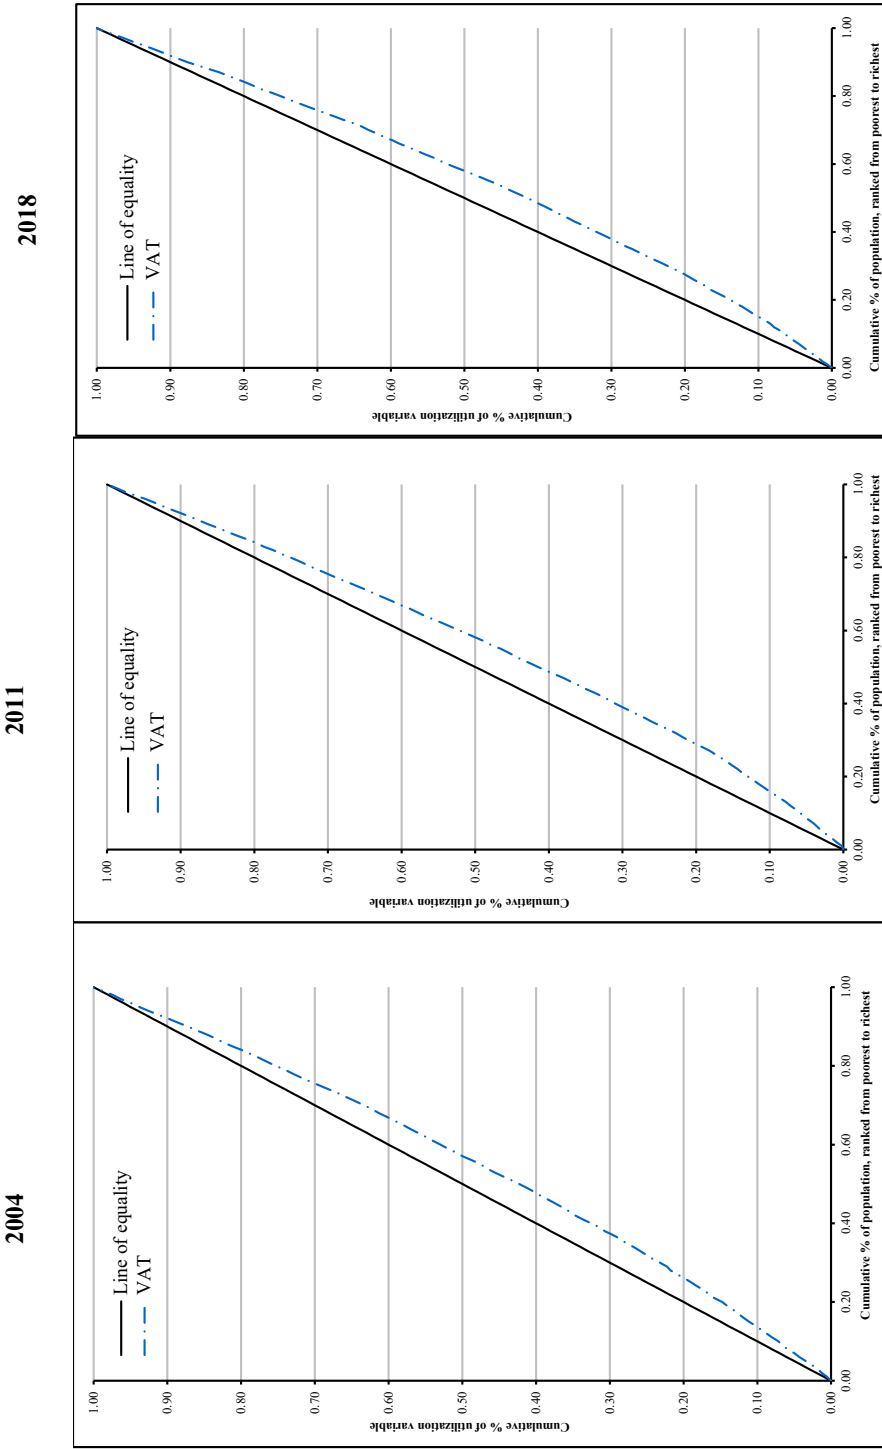 2004
Line of equality
VAT
1.00
0.90
0.80
0.70
0.60
0.50
0.40
0.30
0.20
0.10
0.00
Cumulative % of utilization variable
0.00 0.20 0.40 0.60 0.80 1.00
Cumulative % of population, ranked from poorest to richest
2011
Line of equality
VAT
1.00
0.90
0.80
0.70
0.60
0.50
0.40
0.30
0.20
0.10
0.00
Cumulative % of utilization variable
0.00 0.20 0.40 0.60 0.80 1.00
Cumulative % of population, ranked from poorest to richest
2018
Line of equality
VAT
1.00
0.90
0.80
0.70
0.60
0.50
0.40
0.30
0.20
0.10
0.00
Cumulative % of utilization variable
0.00 0.20 0.40 0.60 0.80 1.00
Cumulative % of population, ranked from poorest to richest